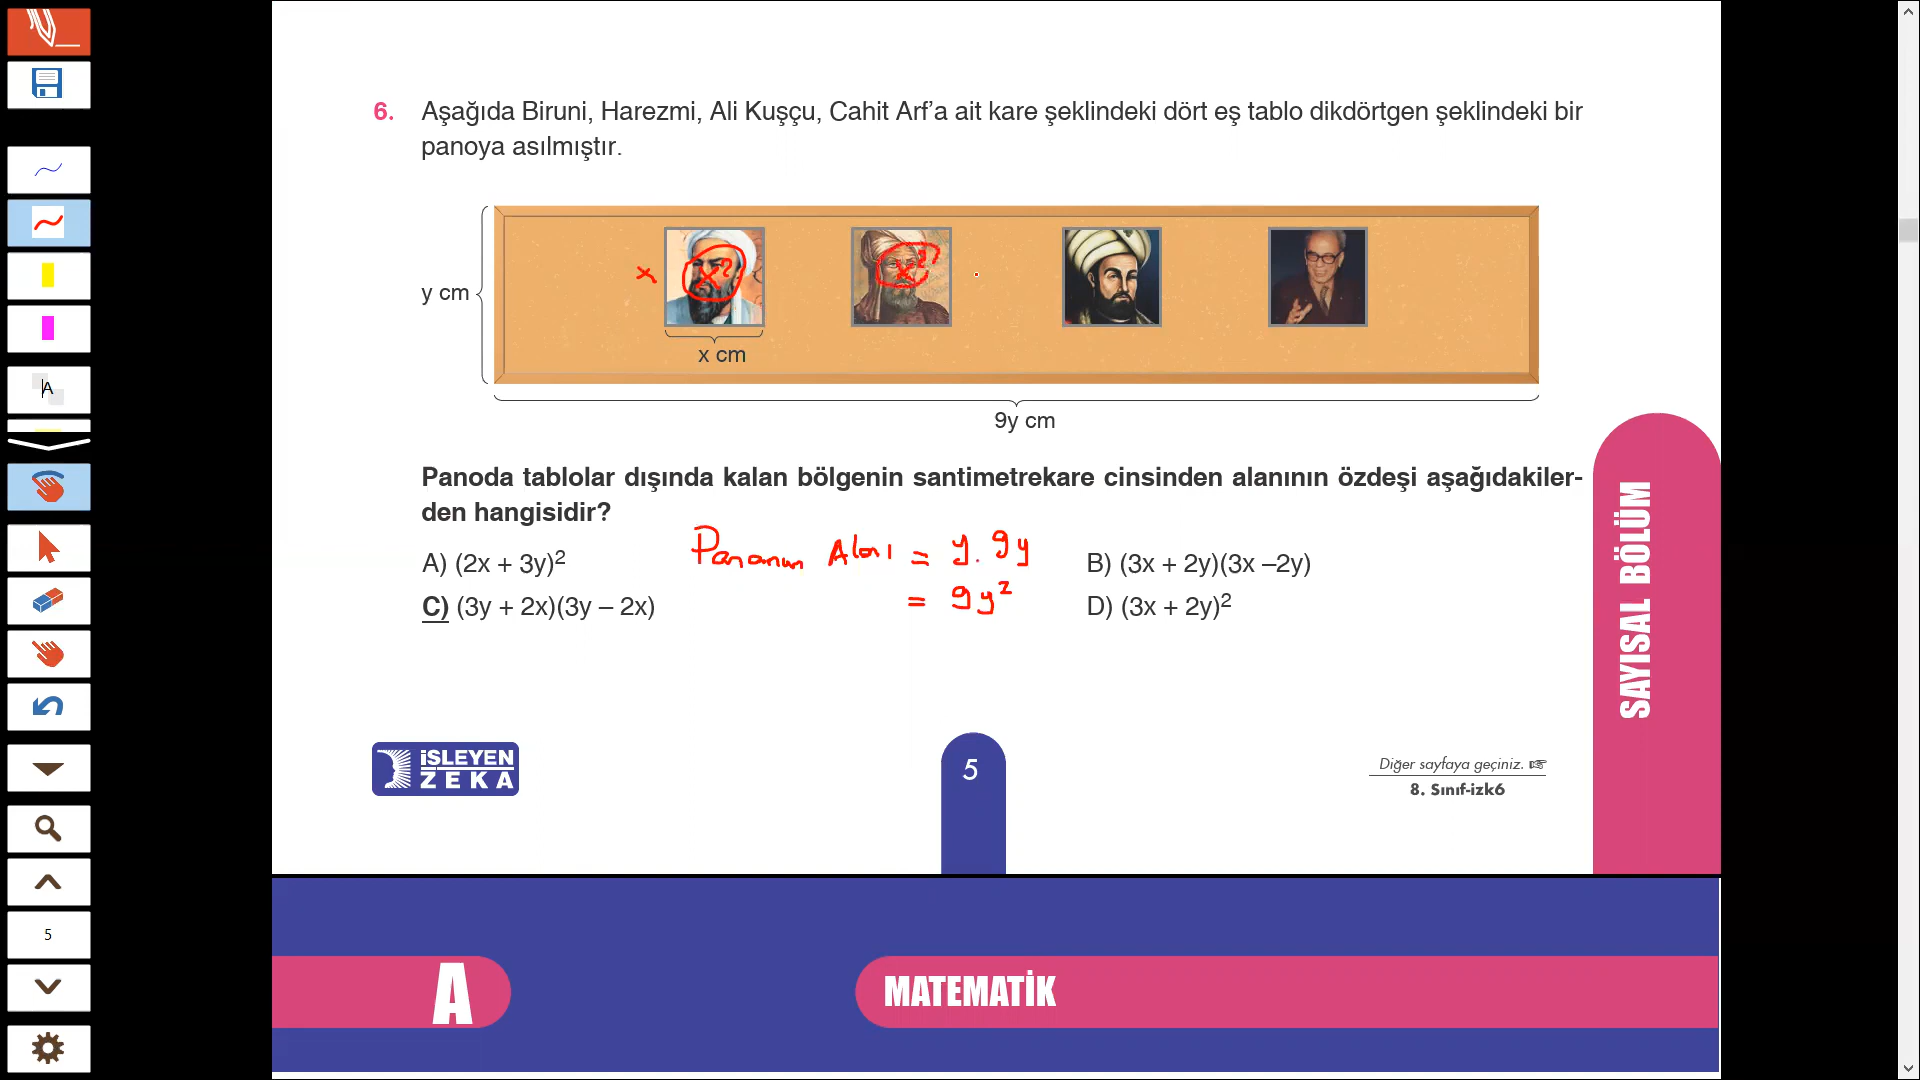 6. Aşağıda Biruni, Harezmi, Ali Kuşçu, Cahit Arf’a ait kare şeklindeki dört eş tablo dikdörtgen şeklindeki bir
panoya asılmıştır.
x
x²
x²
y cm
x cm
9y cm
Panoda tablolar dışında kalan bölgenin santimetrekare cinsinden alanının özdeşi aşağıdakiler-
den hangisidir?
Pananın Alanı = y.9y
= 9y²
A) (2x + 3y)²
B) (3x + 2y)(3x –2y)
C) (3y + 2x)(3y – 2x)
D) (3x + 2y)²
SAYISAL BÖLÜM
İŞLEYEN
ZEKA
5
Diğer sayfaya geçiniz.
8. Sınıf-izk6
A
MATEMATİK
A
5